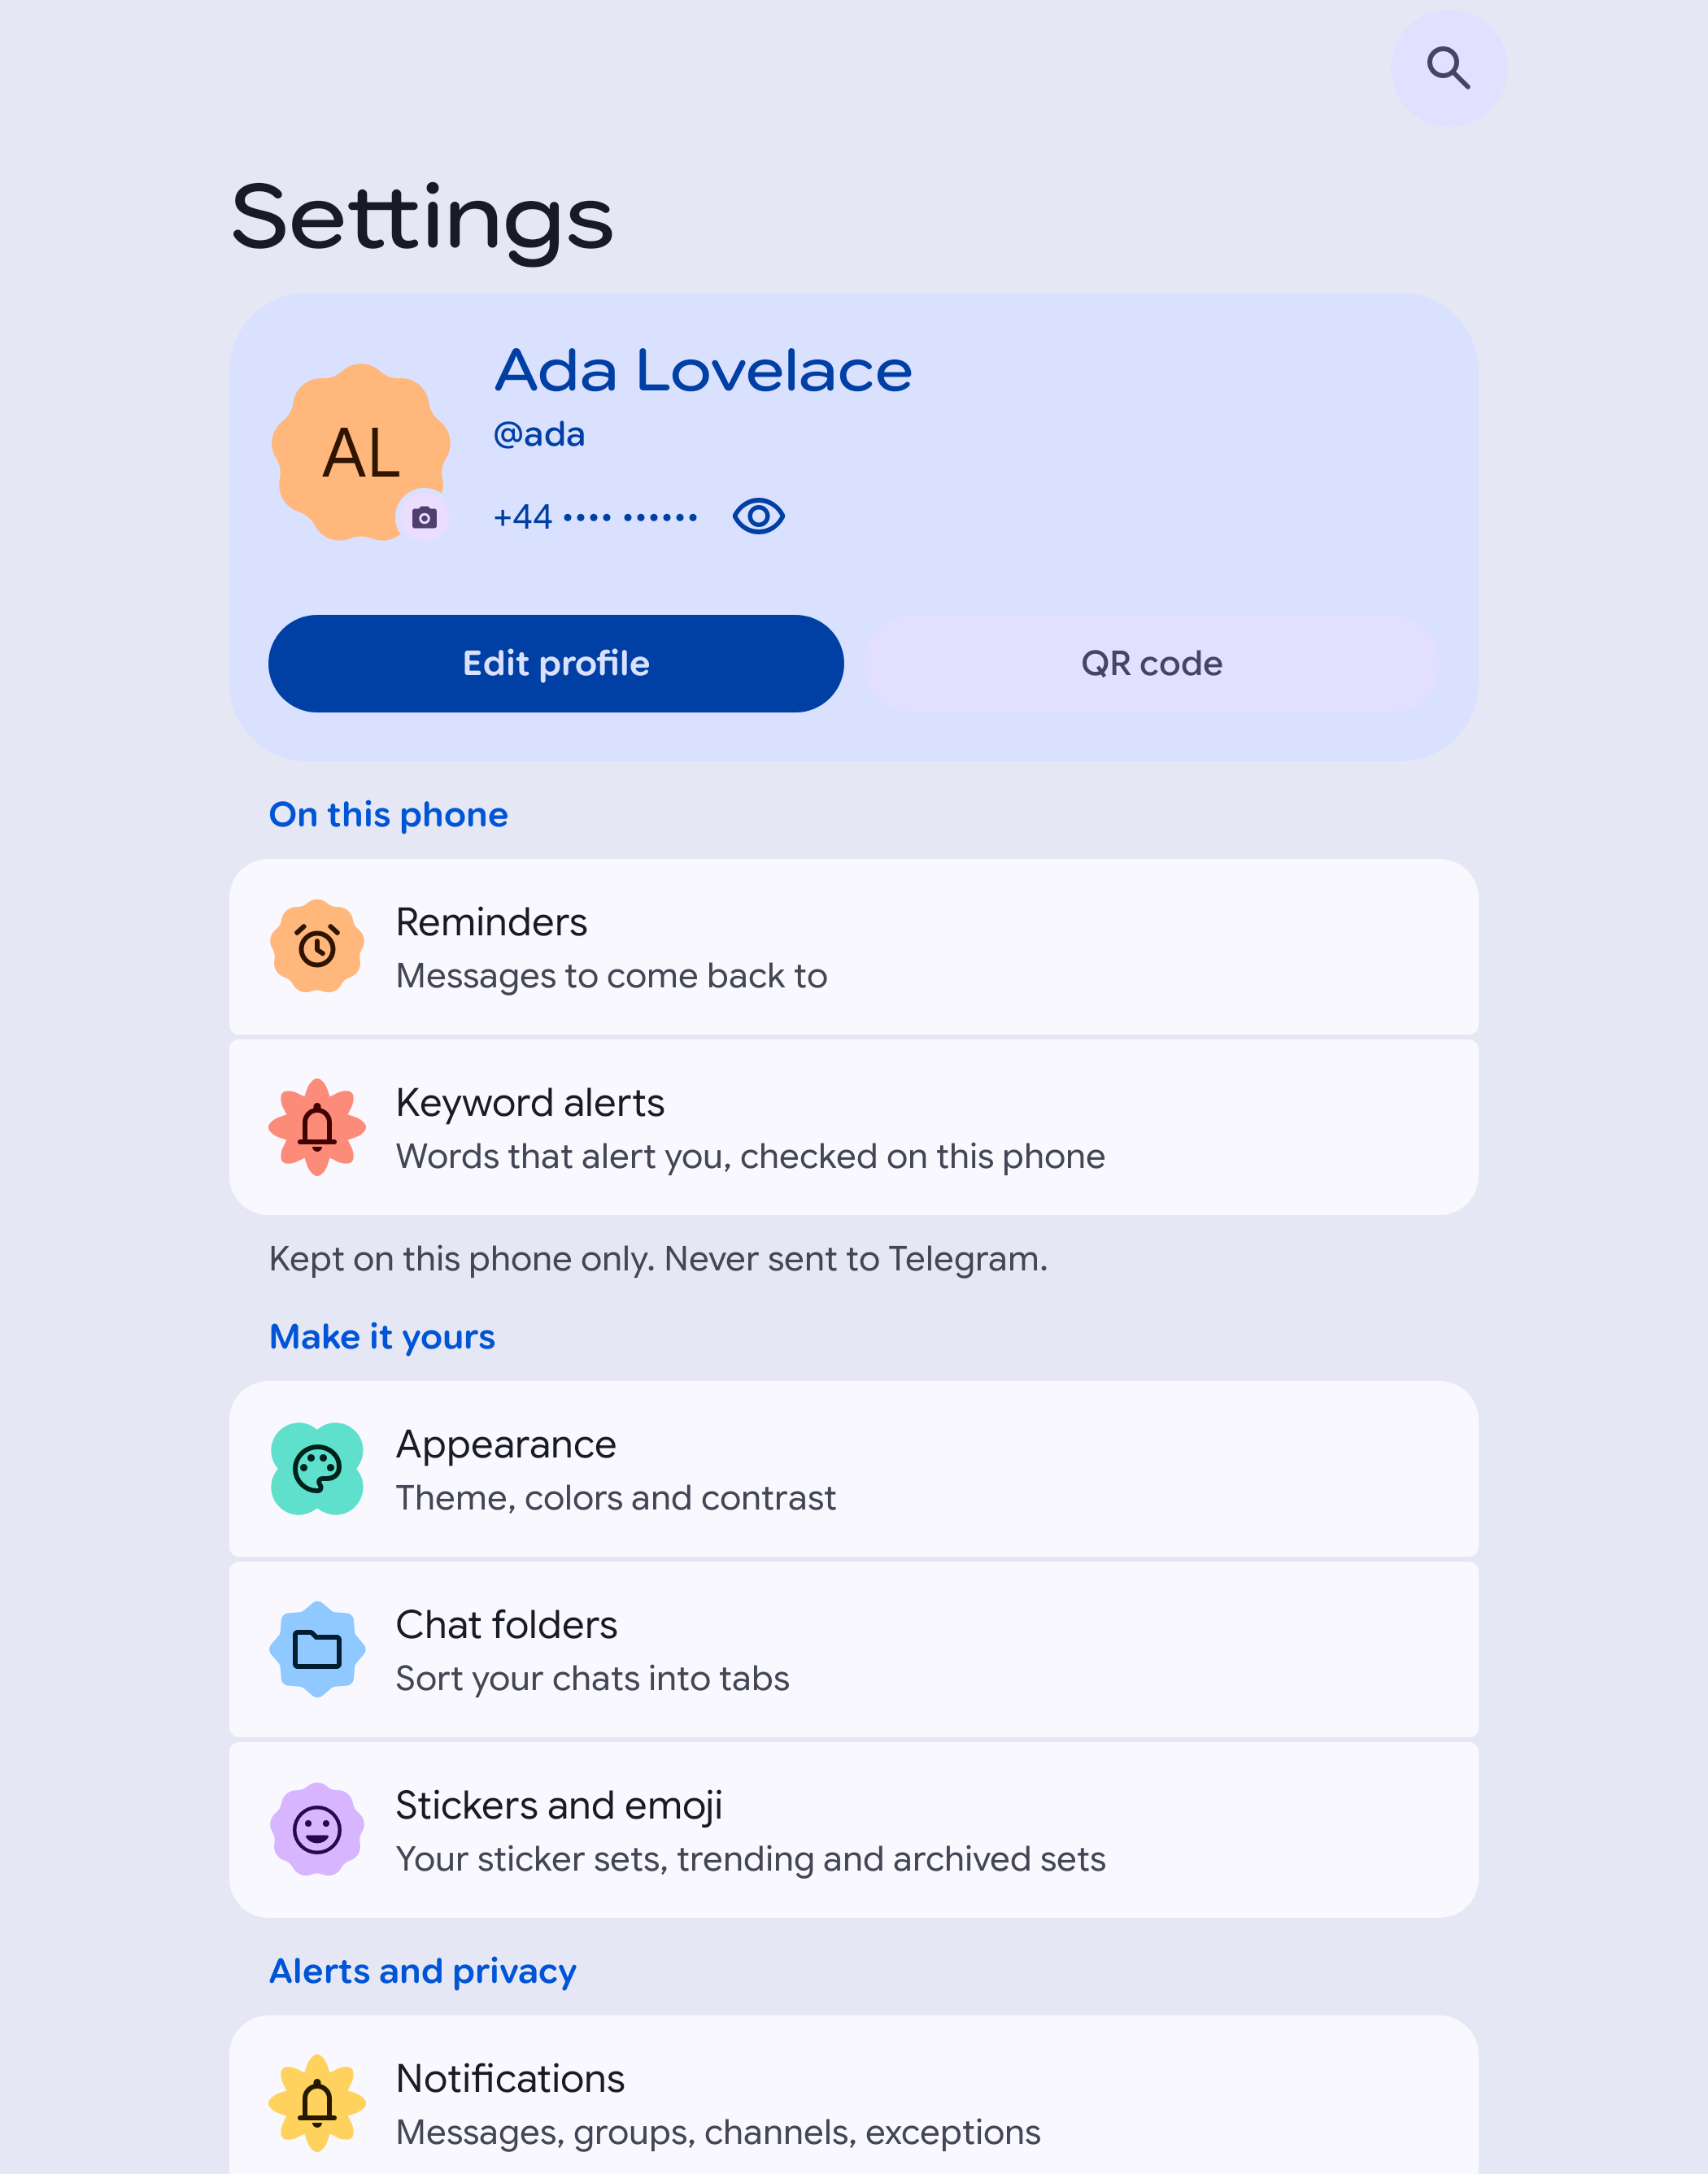 Settings
AL
Ada Lovelace
@ada
+44 •••• ••••••
Edit profile
QR code
On this phone
Reminders
Messages to come back to
Keyword alerts
Words that alert you, checked on this phone
Kept on this phone only. Never sent to Telegram.
Make it yours
Appearance
Theme, colors and contrast
Chat folders
Sort your chats into tabs
Stickers and emoji
Your sticker sets, trending and archived sets
Alerts and privacy
Notifications
Messages, groups, channels, exceptions